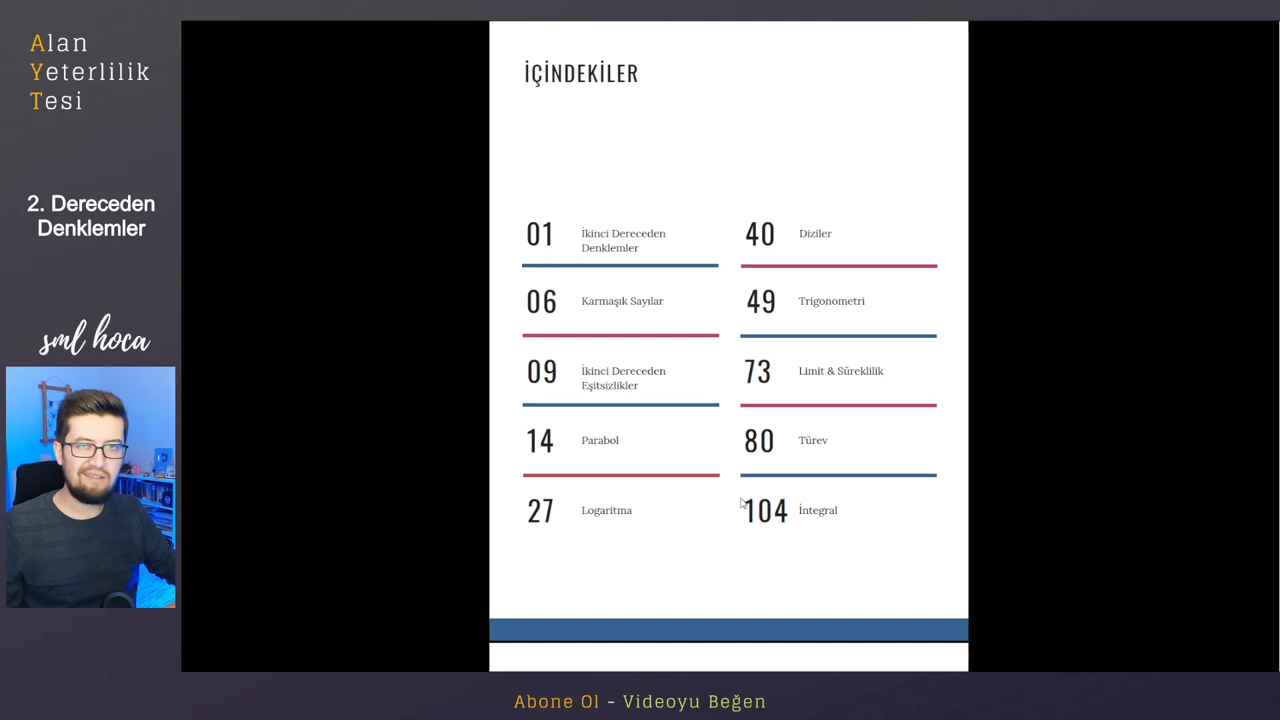 Alan
Yeterlilik
Tesi
2. Dereceden
Denklemler
sml hoca
İÇİNDEKİLER
01 İkinci Dereceden
Denklemler
06 Karmaşık Sayılar
09 İkinci Dereceden
Eşitsizlikler
14 Parabol
27 Logaritma
40 Diziler
49 Trigonometri
73 Limit & Süreklilik
80 Türev
104 İntegral
Abone Ol - Videoyu Beğen